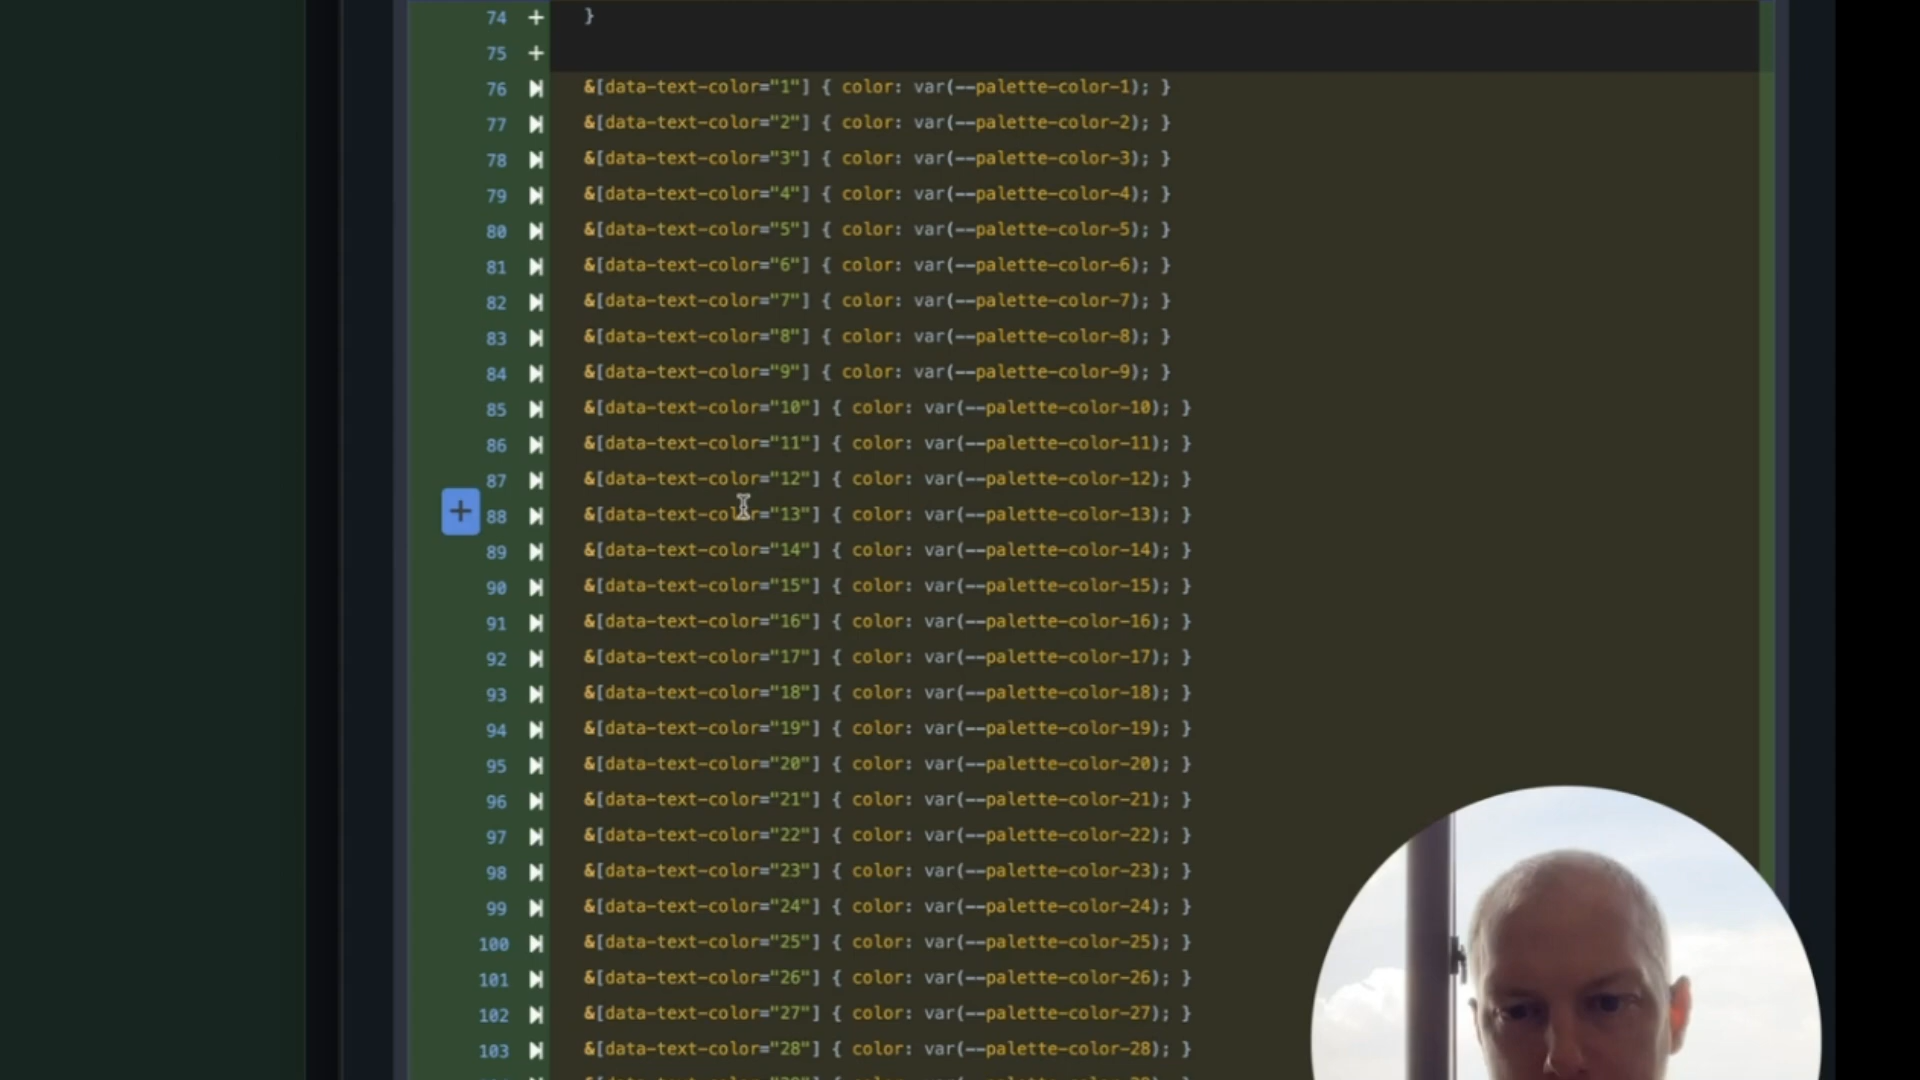 74 + }
75 +
76 &[data-text-color="1"] { color: var(--palette-color-1); }
77 &[data-text-color="2"] { color: var(--palette-color-2); }
78 &[data-text-color="3"] { color: var(--palette-color-3); }
79 &[data-text-color="4"] { color: var(--palette-color-4); }
80 &[data-text-color="5"] { color: var(--palette-color-5); }
81 &[data-text-color="6"] { color: var(--palette-color-6); }
82 &[data-text-color="7"] { color: var(--palette-color-7); }
83 &[data-text-color="8"] { color: var(--palette-color-8); }
84 &[data-text-color="9"] { color: var(--palette-color-9); }
85 &[data-text-color="10"] { color: var(--palette-color-10); }
86 &[data-text-color="11"] { color: var(--palette-color-11); }
87 &[data-text-color="12"] { color: var(--palette-color-12); }
+ 88 &[data-text-color="13"] { color: var(--palette-color-13); }
89 &[data-text-color="14"] { color: var(--palette-color-14); }
90 &[data-text-color="15"] { color: var(--palette-color-15); }
91 &[data-text-color="16"] { color: var(--palette-color-16); }
92 &[data-text-color="17"] { color: var(--palette-color-17); }
93 &[data-text-color="18"] { color: var(--palette-color-18); }
94 &[data-text-color="19"] { color: var(--palette-color-19); }
95 &[data-text-color="20"] { color: var(--palette-color-20); }
96 &[data-text-color="21"] { color: var(--palette-color-21); }
97 &[data-text-color="22"] { color: var(--palette-color-22); }
98 &[data-text-color="23"] { color: var(--palette-color-23); }
99 &[data-text-color="24"] { color: var(--palette-color-24); }
100 &[data-text-color="25"] { color: var(--palette-color-25); }
101 &[data-text-color="26"] { color: var(--palette-color-26); }
102 &[data-text-color="27"] { color: var(--palette-color-27); }
103 &[data-text-color="28"] { color: var(--palette-color-28); }